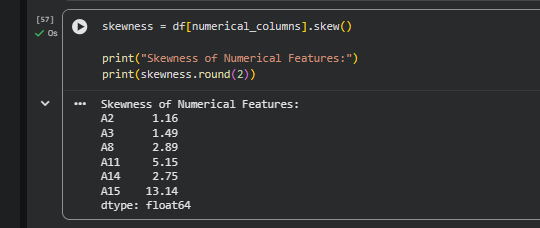 [57]
0s
skewness = df[numerical_columns].skew()
print("Skewness of Numerical Features:")
print(skewness.round(2))
Skewness of Numerical Features:
A2 1.16
A3 1.49
A8 2.89
A11 5.15
A14 2.75
A15 13.14
dtype: float64